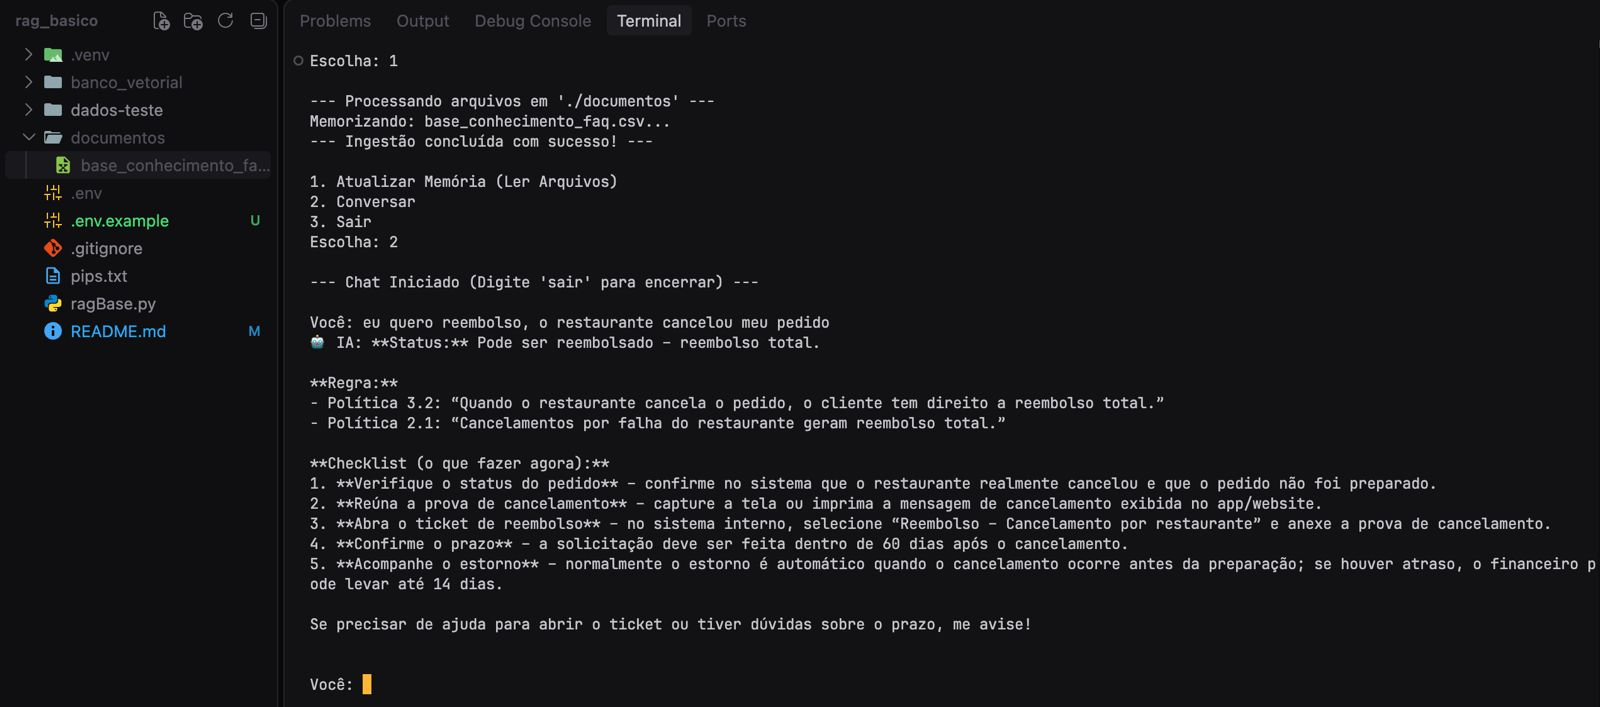 rag_basico
.venv
banco_vetorial
dados-teste
documentos
base_conhecimento_fa...
.env
.env.example U
.gitignore
pips.txt
ragBase.py
README.md M
Problems Output Debug Console Terminal Ports
Escolha: 1
--- Processando arquivos em './documentos' ---
Memorizando: base_conhecimento_faq.csv...
--- Ingestão concluída com sucesso! ---
1. Atualizar Memória (Ler Arquivos)
2. Conversar
3. Sair
Escolha: 2
--- Chat Iniciado (Digite 'sair' para encerrar) ---
Você: eu quero reembolso, o restaurante cancelou meu pedido
🤖 IA: **Status:** Pode ser reembolsado – reembolso total.
**Regra:**
- Política 3.2: “Quando o restaurante cancela o pedido, o cliente tem direito a reembolso total.”
- Política 2.1: “Cancelamentos por falha do restaurante geram reembolso total.”
**Checklist (o que fazer agora):**
1. **Verifique o status do pedido** – confirme no sistema que o restaurante realmente cancelou e que o pedido não foi preparado.
2. **Reúna a prova de cancelamento** – capture a tela ou imprima a mensagem de cancelamento exibida no app/website.
3. **Abra o ticket de reembolso** – no sistema interno, selecione “Reembolso – Cancelamento por restaurante” e anexe a prova de cancelamento.
4. **Confirme o prazo** – a solicitação deve ser feita dentro de 60 dias após o cancelamento.
5. **Acompanhe o estorno** – normalmente o estorno é automático quando o cancelamento ocorre antes da preparação; se houver atraso, o financeiro p
ode levar até 14 dias.
Se precisar de ajuda para abrir o ticket ou tiver dúvidas sobre o prazo, me avise!
Você: